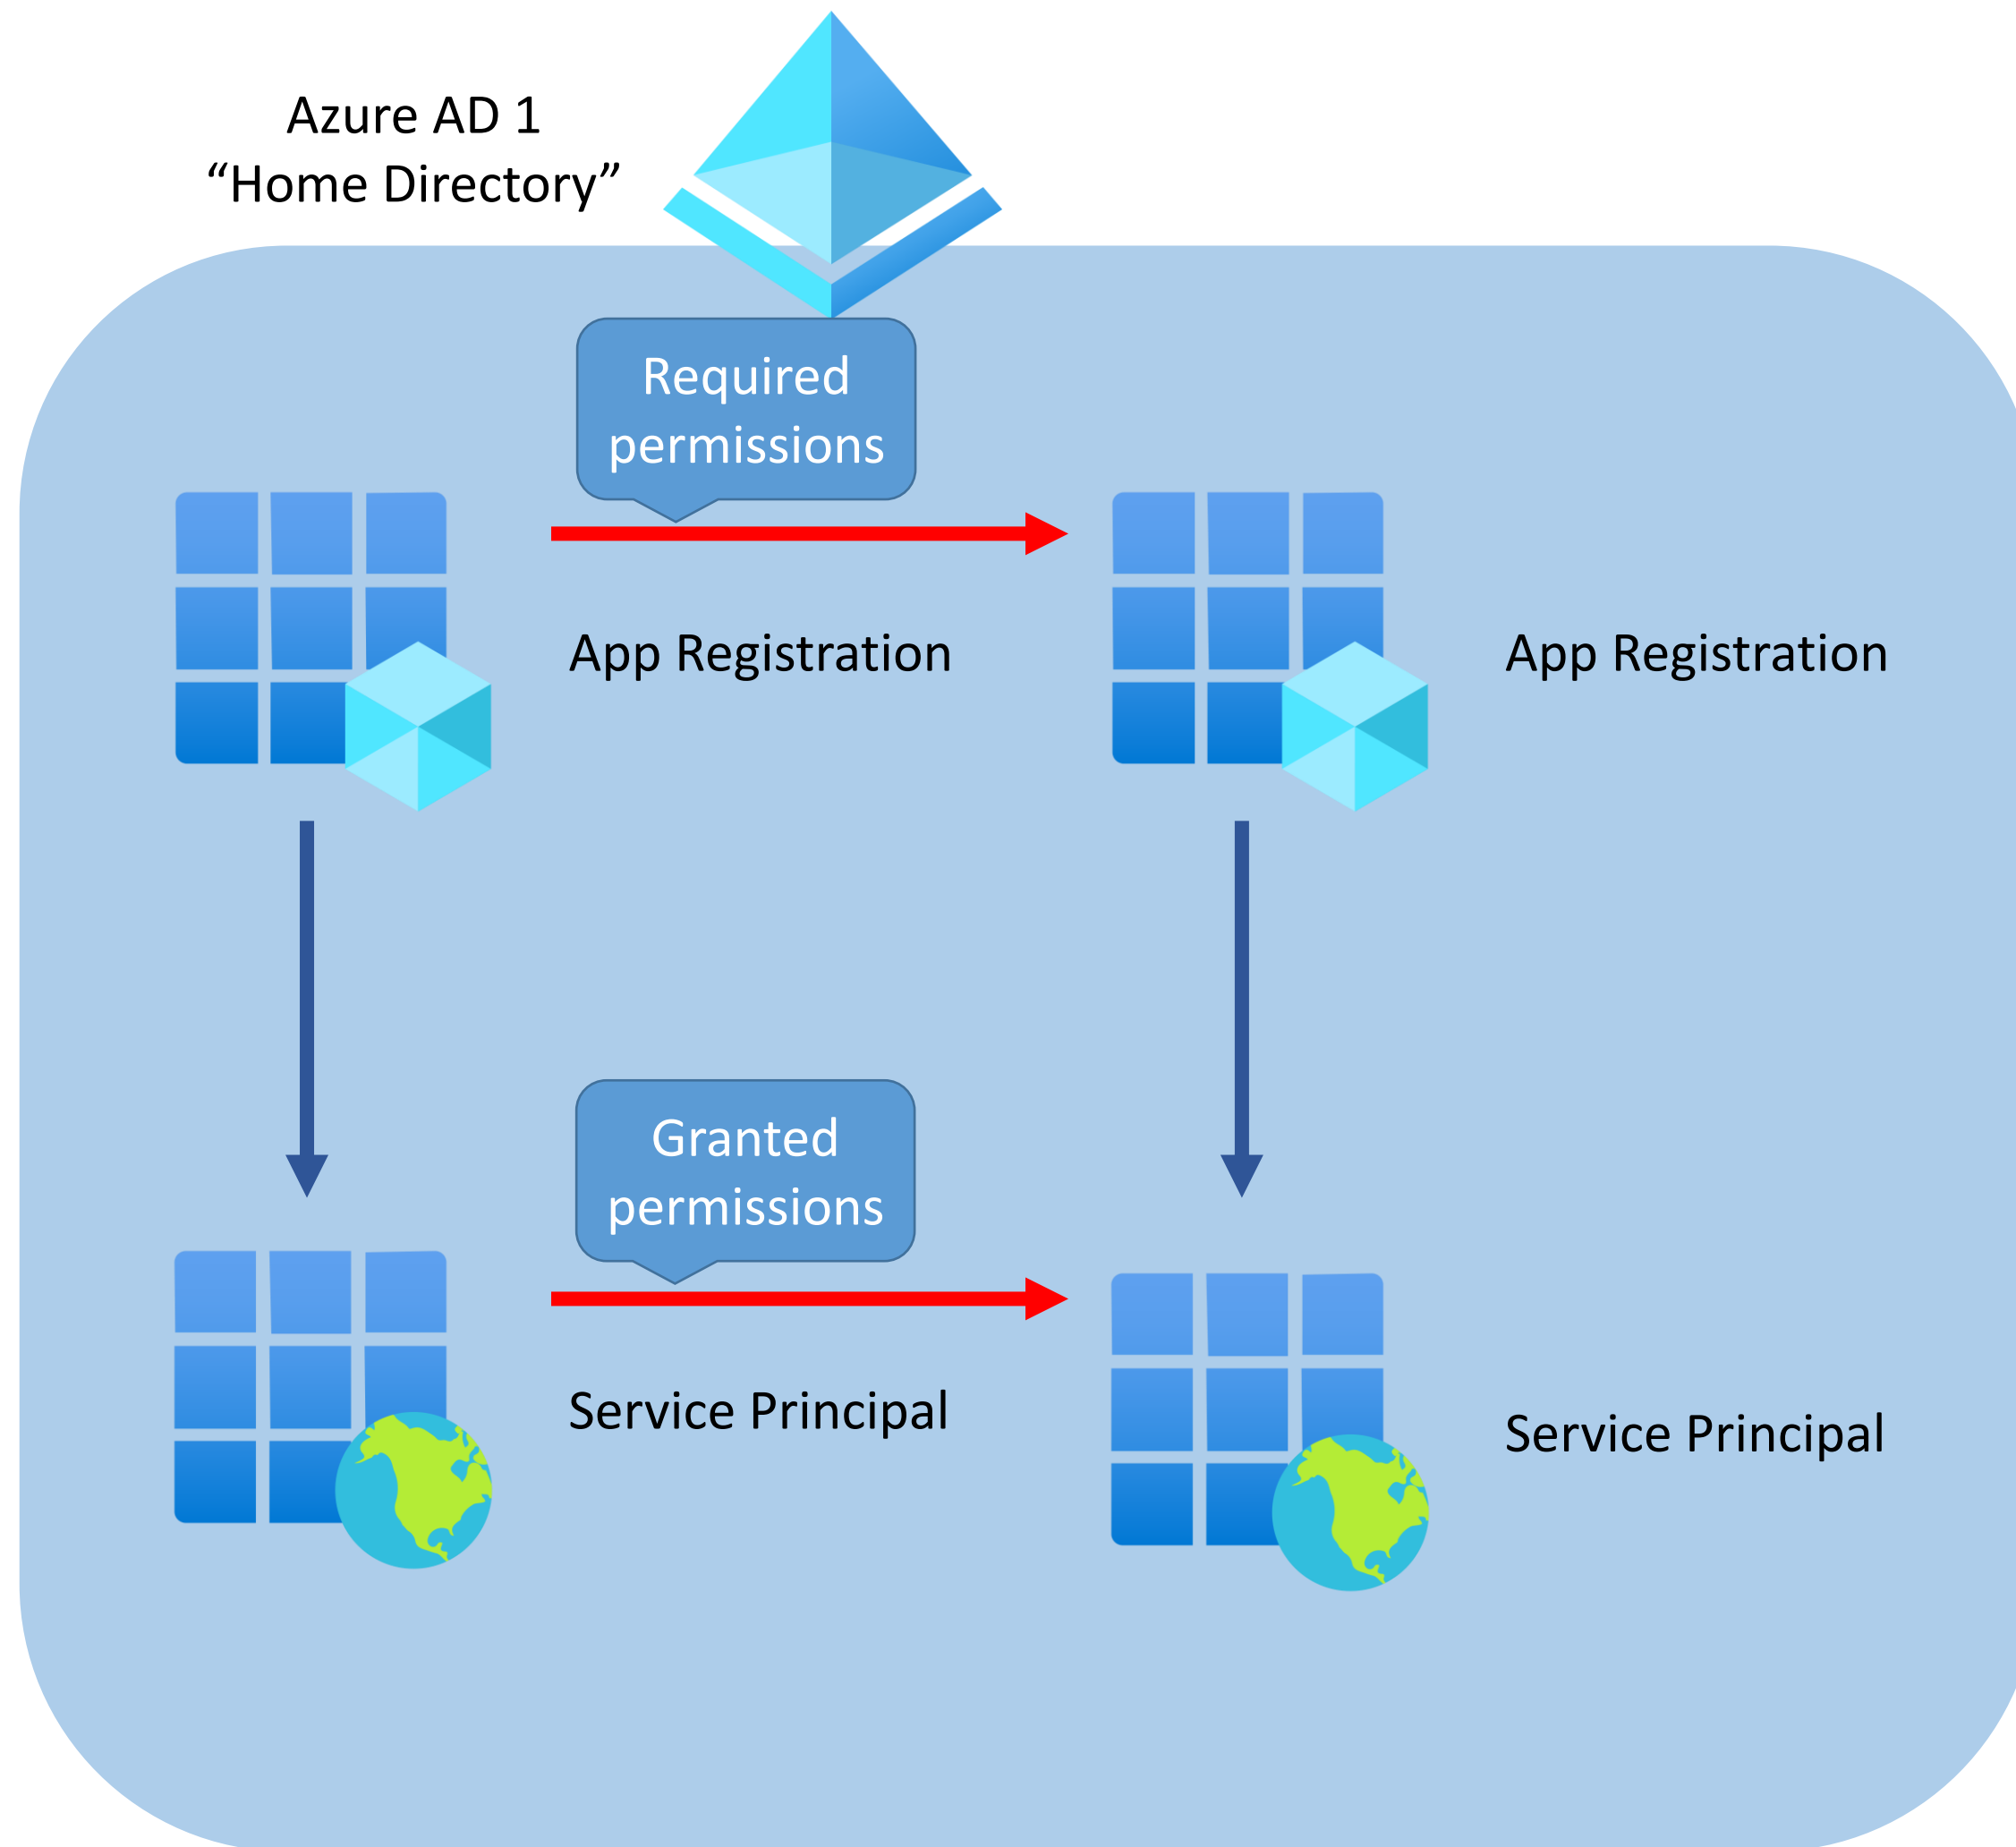 Azure AD 1
“Home Directory”
Required
permissions
App Registration
App Registration
Granted
permissions
Service Principal
Service Principal